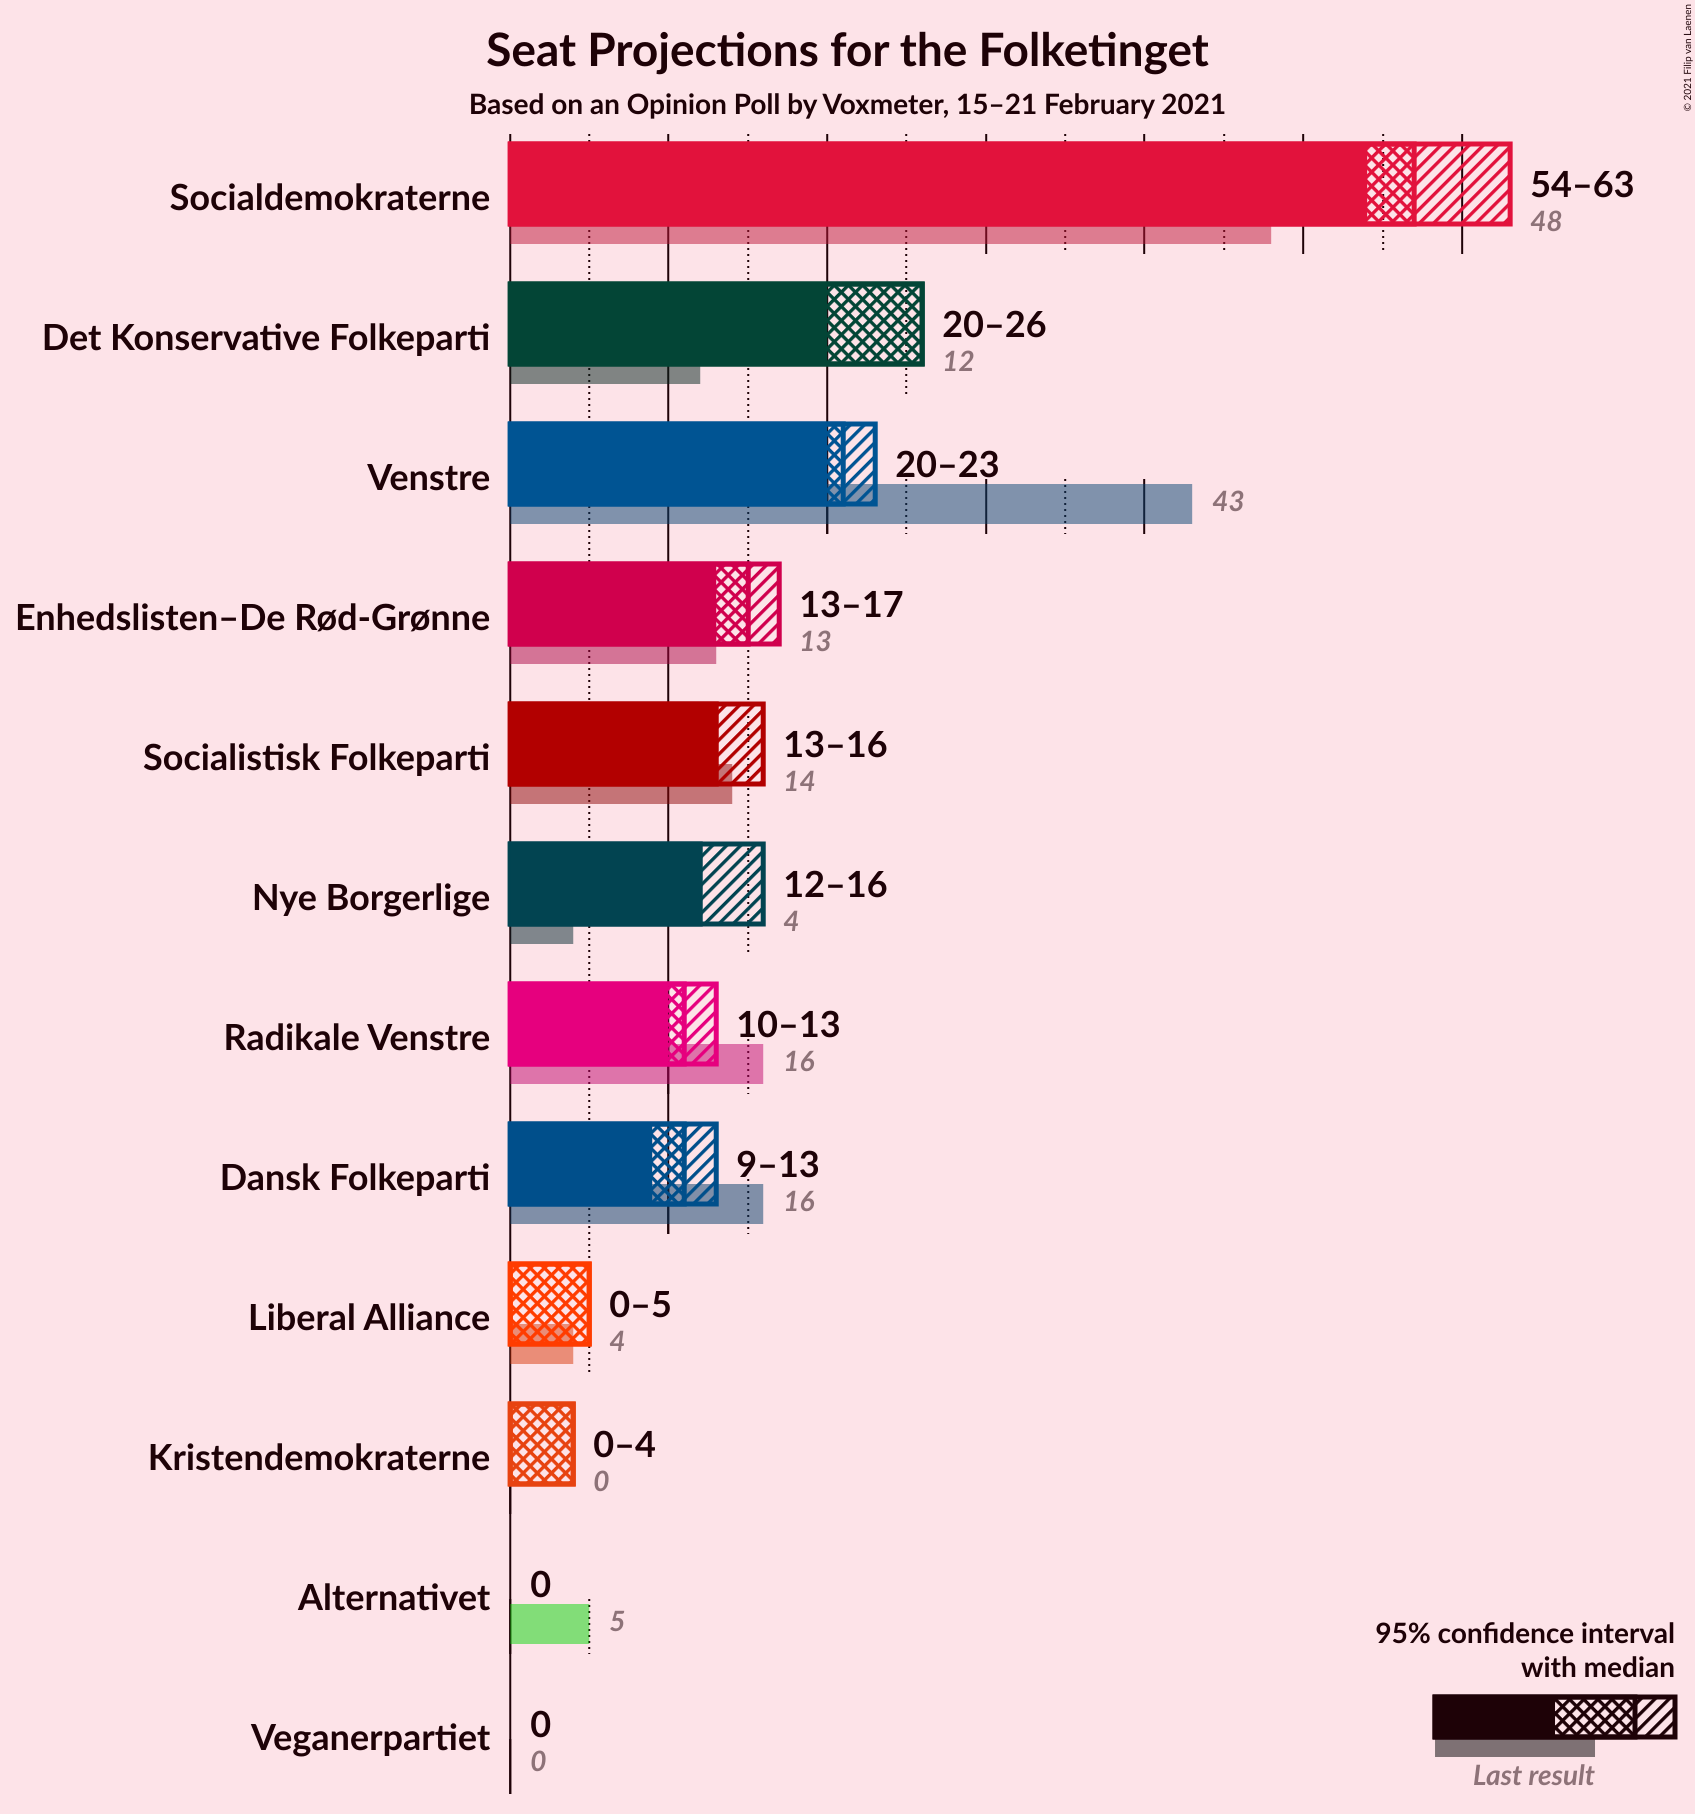 Seat Projections for the Folketinget
Based on an Opinion Poll by Voxmeter, 15–21 February 2021
© 2021 Filip van Laenen
Socialdemokraterne
54–63
48
Det Konservative Folkeparti
20–26
12
Venstre
20–23
43
Enhedslisten–De Rød-Grønne
13–17
13
Socialistisk Folkeparti
13–16
14
Nye Borgerlige
12–16
4
Radikale Venstre
10–13
16
Dansk Folkeparti
9–13
16
Liberal Alliance
0–5
4
Kristendemokraterne
0–4
0
Alternativet
0
5
Veganerpartiet
0
0
95% confidence interval
with median
Last result